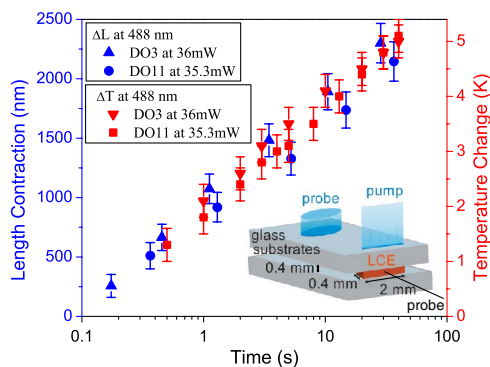 2500
2000
1500
1000
500
0
Length Contraction (nm)
ΔL at 488 nm
DO3 at 36mW
DO11 at 35.3mW
ΔT at 488 nm
DO3 at 36mW
DO11 at 35.3mW
5
4
3
2
1
0
Temperature Change (K)
probe
pump
glass
substrates
0.4 mm
LCE
0.4 mm
2 mm
probe
0.1 1 10 100
Time (s)